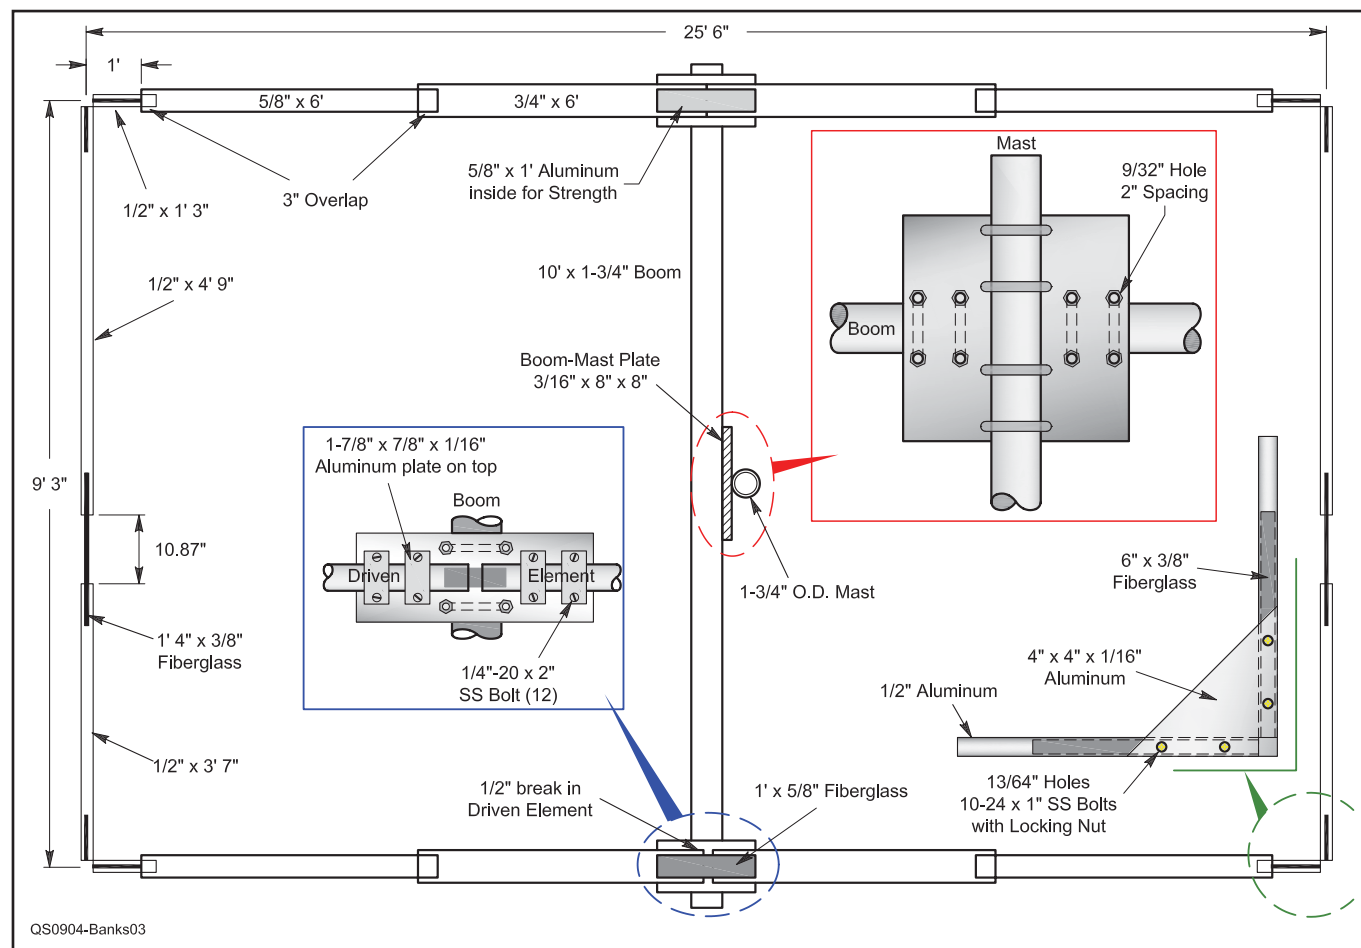 25' 6"
1'
5/8" x 6'
3/4" x 6'
5/8" x 1' Aluminum
inside for Strength
3" Overlap
1/2" x 1' 3"
1/2" x 4' 9"
10' x 1-3/4" Boom
Mast
9/32" Hole
2" Spacing
Boom
Boom-Mast Plate
3/16" x 8" x 8"
1-7/8" x 7/8" x 1/16"
Aluminum plate on top
Boom
Driven
Element
1/4"-20 x 2"
SS Bolt (12)
9' 3"
10.87"
1' 4" x 3/8"
Fiberglass
1-3/4" O.D. Mast
6" x 3/8"
Fiberglass
4" x 4" x 1/16"
Aluminum
1/2" Aluminum
13/64" Holes
10-24 x 1" SS Bolts
with Locking Nut
1/2" x 3' 7"
1/2" break in
Driven Element
1' x 5/8" Fiberglass
QS0904-Banks03